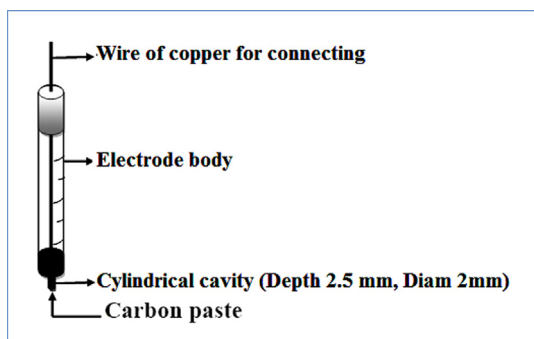 Wire of copper for connecting
Electrode body
Cylindrical cavity (Depth 2.5 mm, Diam 2mm)
Carbon paste